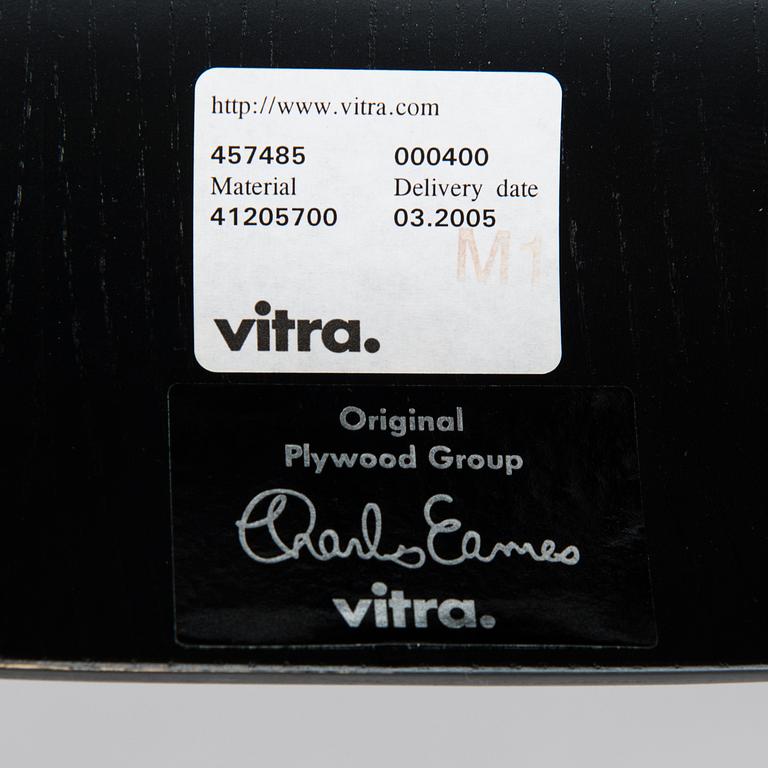 http://www.vitra.com
457485 000400
Material Delivery date
41205700 03.2005
M1
vitra.
Original
Plywood Group
Charles Eames
vitra.